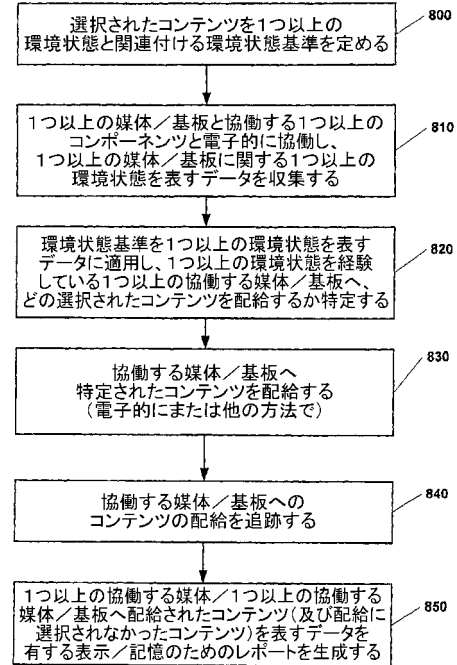 選択されたコンテンツを1つ以上の
環境状態と関連付ける環境状態基準を定める
800
1つ以上の媒体/基板と協働する1つ以上の
コンポーネンツと電子的に協働し、
1つ以上の媒体/基板に関する1つ以上の
環境状態を表すデータを収集する
810
環境状態基準を1つ以上の環境状態を表す
データに適用し、1つ以上の環境状態を経験
している1つ以上の協働する媒体/基板へ、
どの選択されたコンテンツを配給するか特定する
820
協働する媒体/基板へ
特定されたコンテンツを配給する
(電子的にまたは他の方法で)
830
協働する媒体/基板への
コンテンツの配給を追跡する
840
1つ以上の協働する媒体/1つ以上の協働する
媒体/基板へ配給されたコンテンツ(及び配給に
選択されなかったコンテンツ)を表すデータを
有する表示/記憶のためのレポートを生成する
850